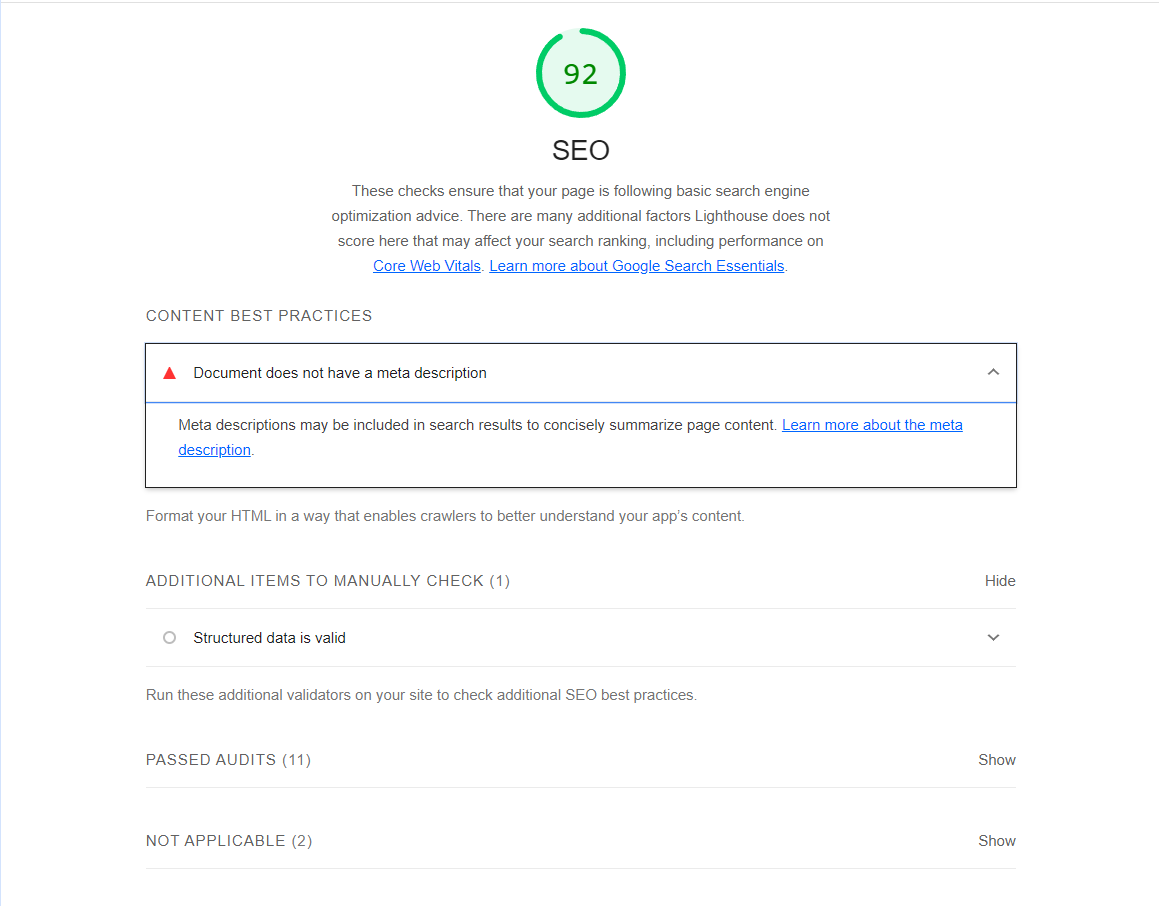 92
SEO
These checks ensure that your page is following basic search engine
optimization advice. There are many additional factors Lighthouse does not
score here that may affect your search ranking, including performance on
Core Web Vitals. Learn more about Google Search Essentials.
CONTENT BEST PRACTICES
Document does not have a meta description
Meta descriptions may be included in search results to concisely summarize page content. Learn more about the meta
description.
Format your HTML in a way that enables crawlers to better understand your app’s content.
ADDITIONAL ITEMS TO MANUALLY CHECK (1) Hide
Structured data is valid
Run these additional validators on your site to check additional SEO best practices.
PASSED AUDITS (11) Show
NOT APPLICABLE (2) Show